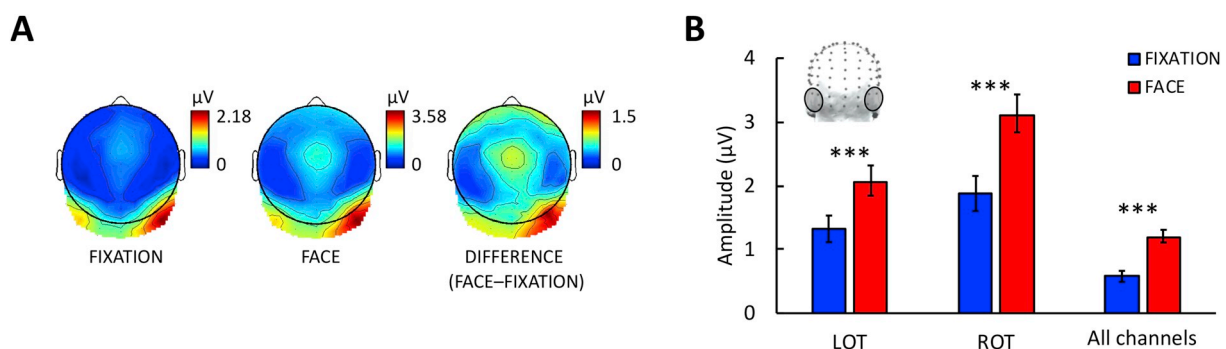 A
µV
2.18
0
FIXATION
µV
3.58
0
FACE
µV
1.5
0
DIFFERENCE
(FACE–FIXATION)
B
FIXATION
FACE
Amplitude (µV)
4
3
2
1
0
***
***
***
LOT
ROT
All channels